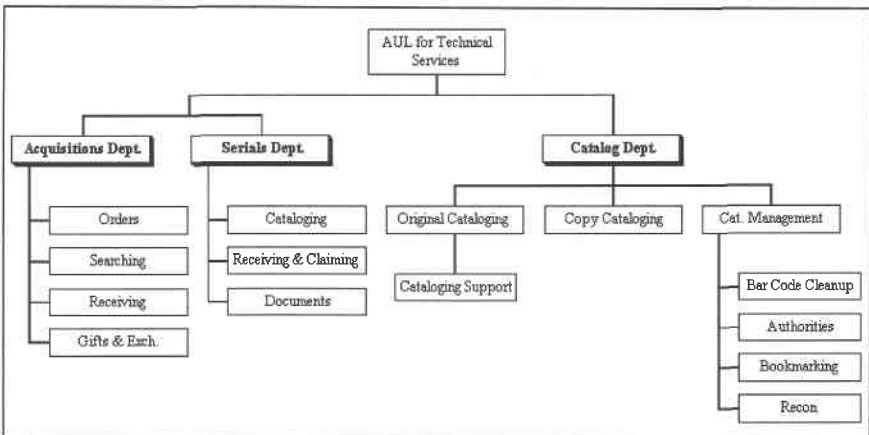 AUL for Technical
Services
Acquisitions Dept.
Serials Dept.
Catalog Dept.
Orders
Searching
Receiving
Gifts & Exch.
Cataloging
Receiving & Claiming
Documents
Original Cataloging
Cataloging Support
Copy Cataloging
Cat. Management
Bar Code Cleanup
Authorities
Bookmarking
Recon